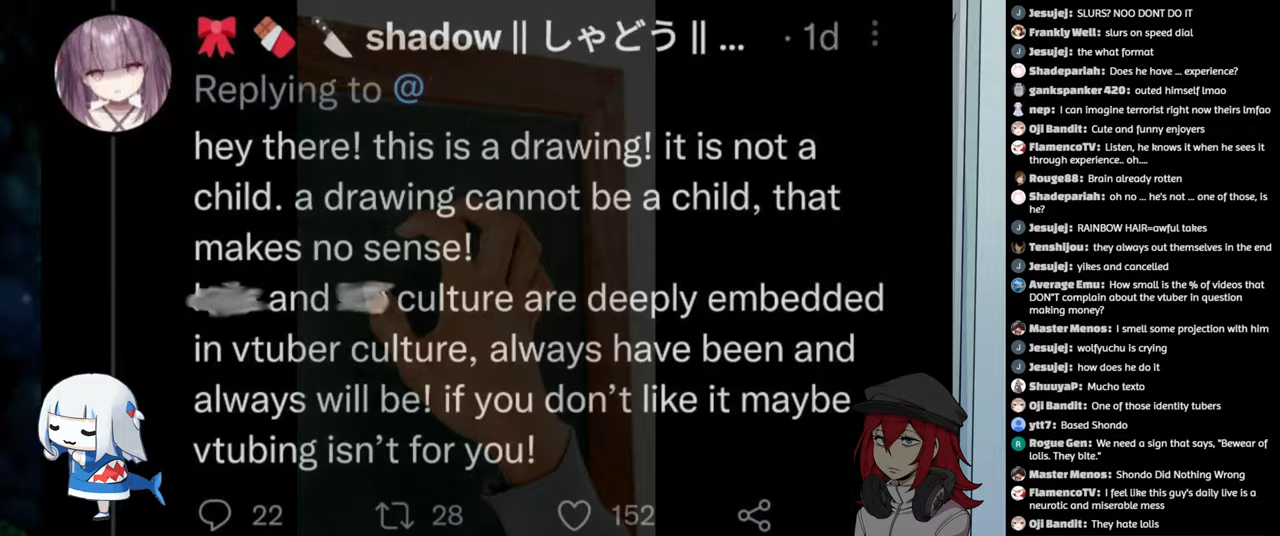 shadow || しゃどう || ... · 1d
Replying to @
hey there! this is a drawing! it is not a
child. a drawing cannot be a child, that
makes no sense!
and culture are deeply embedded
in vtuber culture, always have been and
always will be! if you don't like it maybe
vtubing isn't for you!
22 28 152
Jesujej: SLURS? NOO DONT DO IT
Frankly Well: slurs on speed dial
Jesujej: the what format
Shadepariah: Does he have ... experience?
gankspanker 420: outed himself lmao
nep: I can imagine terrorist right now theirs lmfao
Oji Bandit: Cute and funny enjoyers
FlamencoTV: Listen, he knows it when he sees it
through experience.. oh....
Rouge88: Brain already rotten
Shadepariah: oh no ... he's not ... one of those, is
he?
Jesujej: RAINBOW HAIR=awful takes
Tenshijou: they always out themselves in the end
Jesujej: yikes and cancelled
Average Emu: How small is the % of videos that
DON'T complain about the vtuber in question
making money?
Master Menos: I smell some projection with him
Jesujej: wolfyuchu is crying
Jesujej: how does he do it
ShuuyaP: Mucho texto
Oji Bandit: One of those identity tubers
ytt7: Based Shondo
Rogue Gen: We need a sign that says, "Bewear of
lolis. They bite."
Master Menos: Shondo Did Nothing Wrong
FlamencoTV: I feel like this guy's daily live is a
neurotic and miserable mess
Oji Bandit: They hate lolis